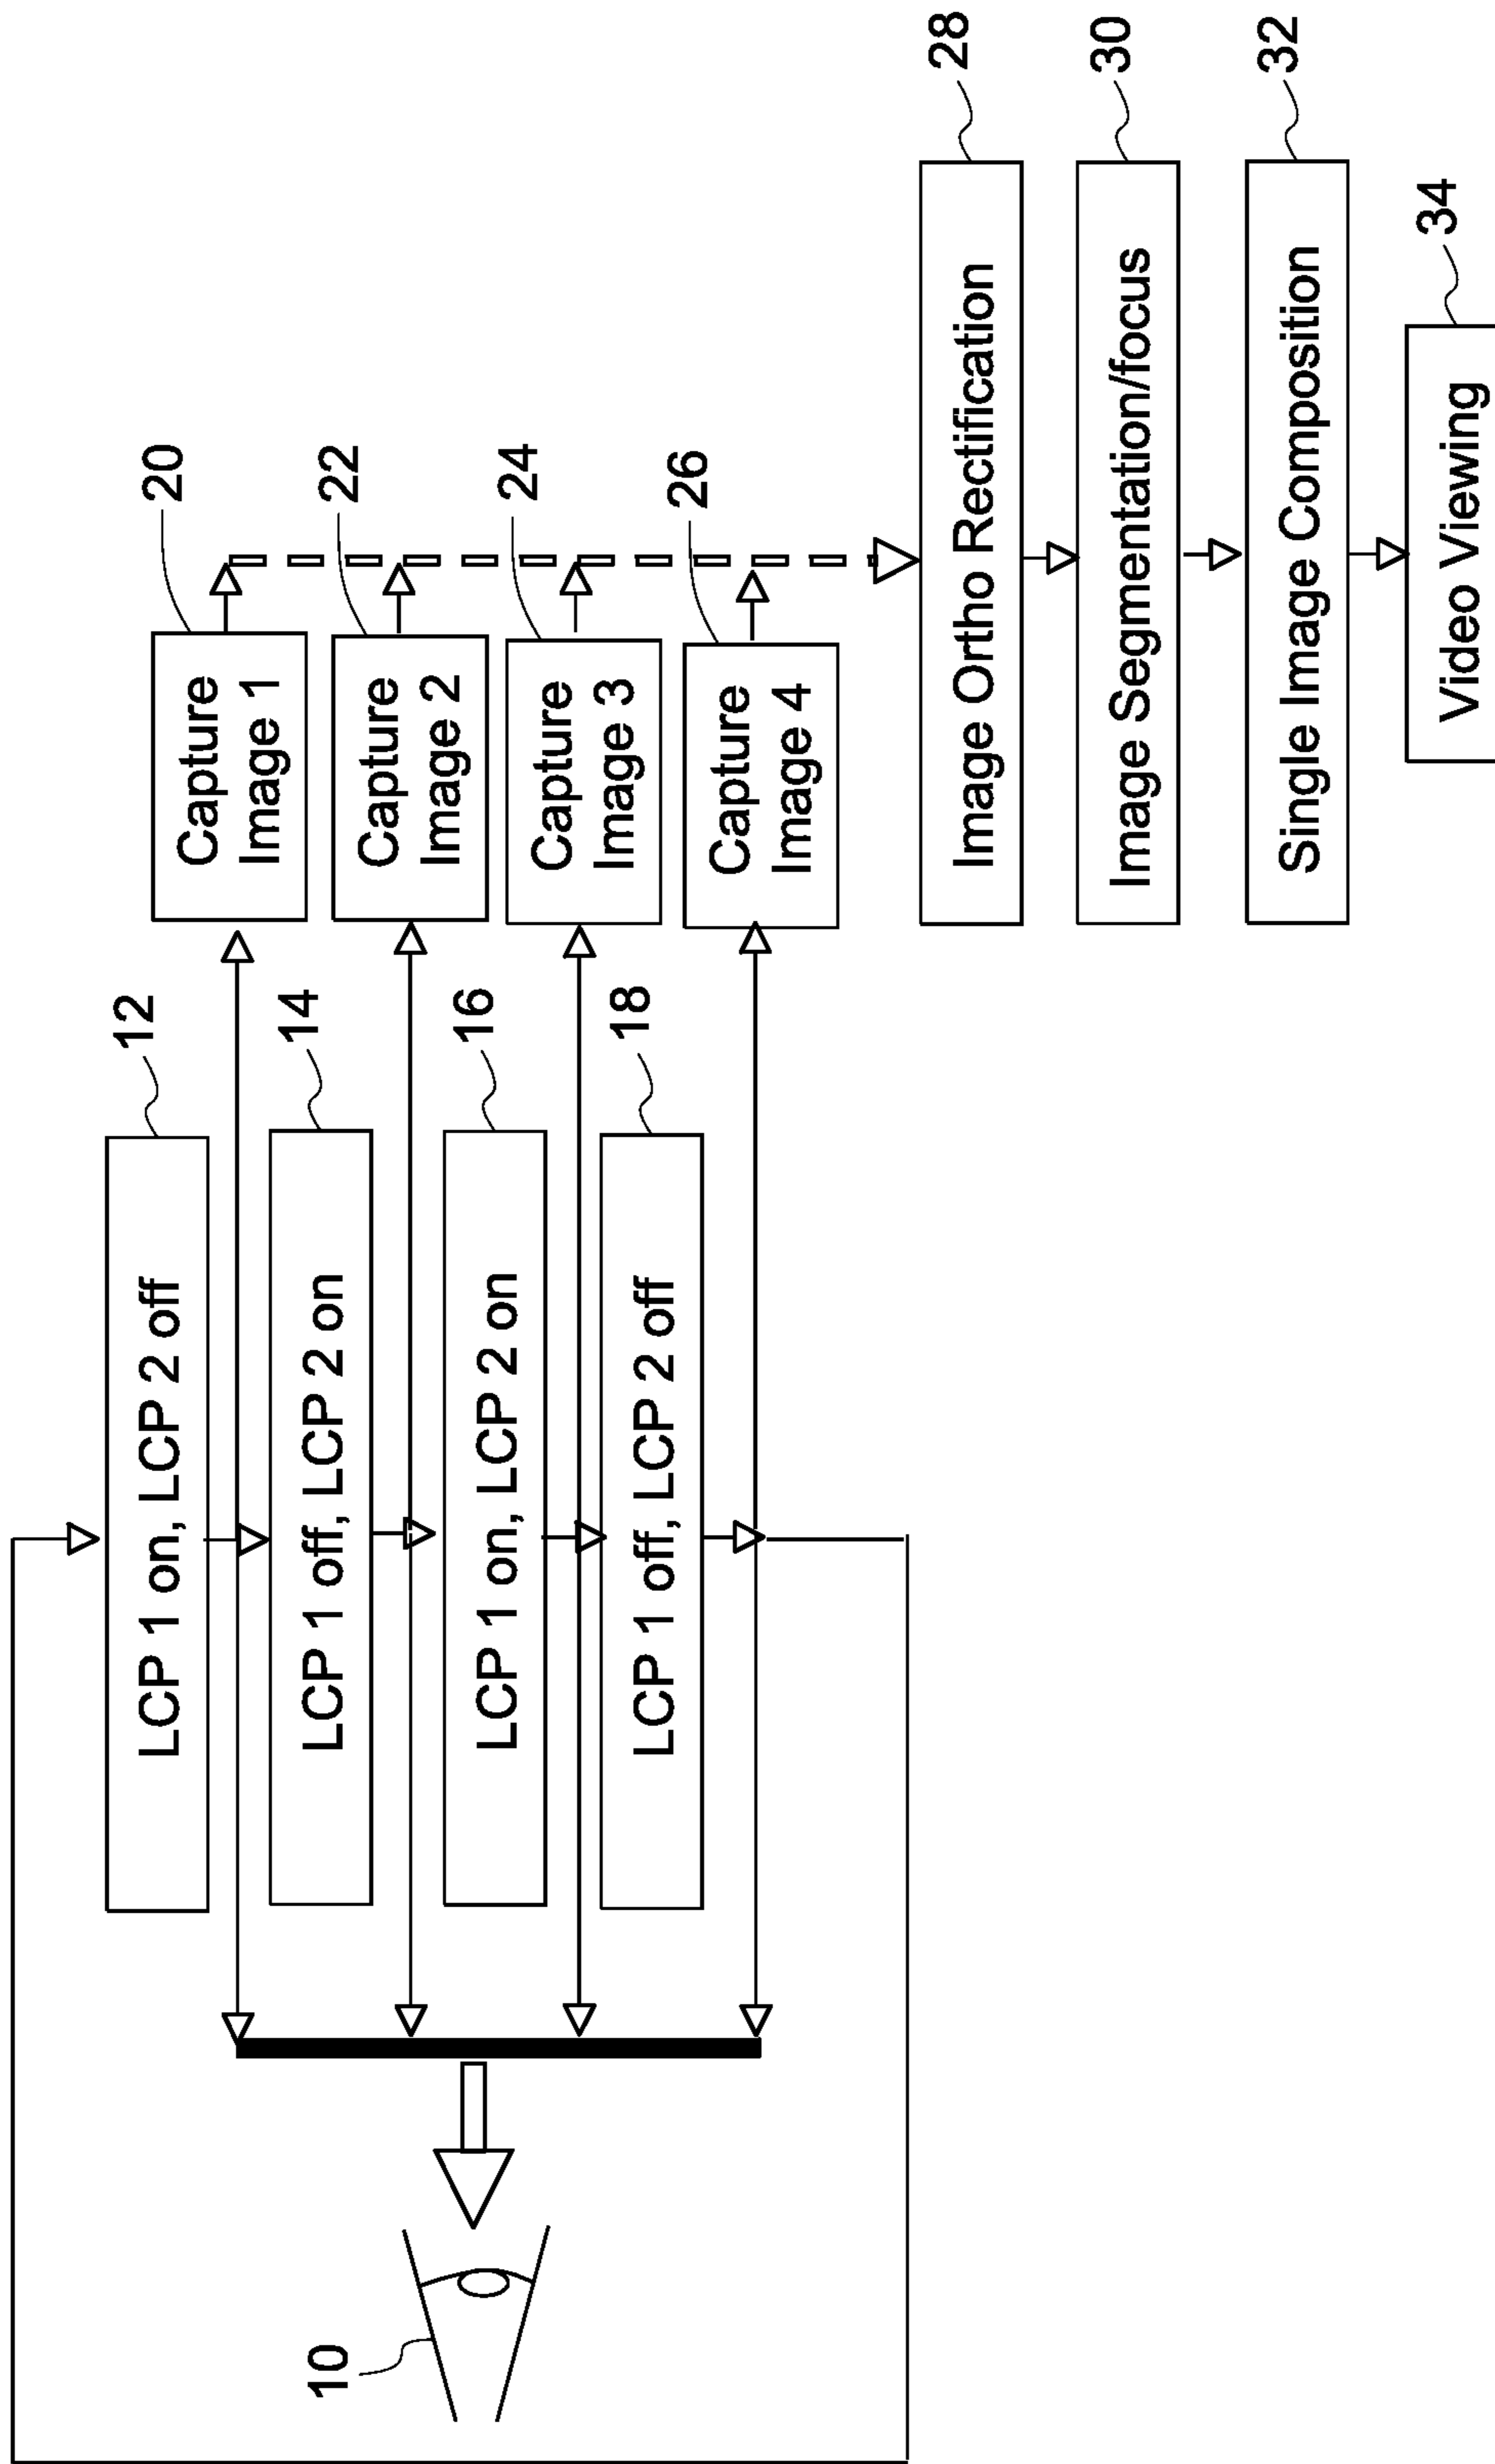 10
12
LCP 1 on, LCP 2 off
14
LCP 1 off, LCP 2 on
16
LCP 1 on, LCP 2 on
18
LCP 1 off, LCP 2 off
20
Capture
Image 1
22
Capture
Image 2
24
Capture
Image 3
26
Capture
Image 4
28
Image Ortho Rectification
30
Image Segmentation/focus
32
Single Image Composition
34
Video Viewing